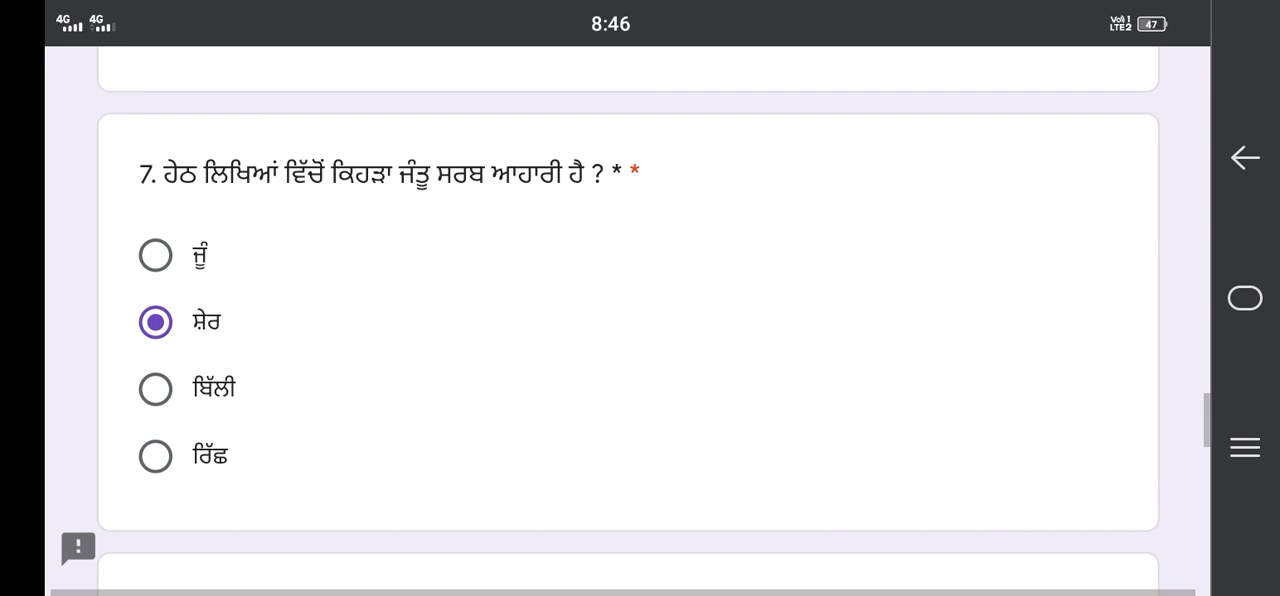 4G 4G 8:46 Vo) 1 LTE2 47
7. ਹੇਠ ਲਿਖਿਆਂ ਵਿੱਚੋਂ ਕਿਹੜਾ ਜੰਤੂ ਸਰਬ ਆਹਾਰੀ ਹੈ ? * *
ਜੂੰ
ਸ਼ੇਰ
ਬਿੱਲੀ
ਰਿੱਛ